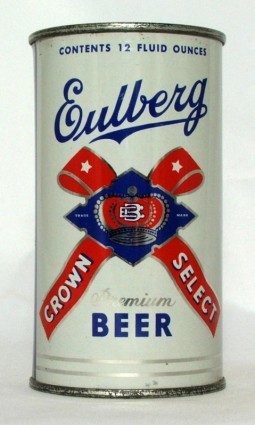 CONTENTS 12 FLUID OUNCES
Eulberg
TRADE MARK
CROWN SELECT
Premium
BEER